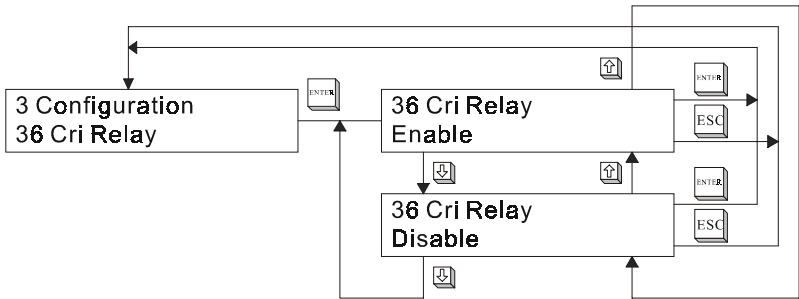 ENTER
ENTER
3 Configuration
36 Cri Relay
36 Cri Relay
Enable
ESC
ENTER
36 Cri Relay
Disable
ESC